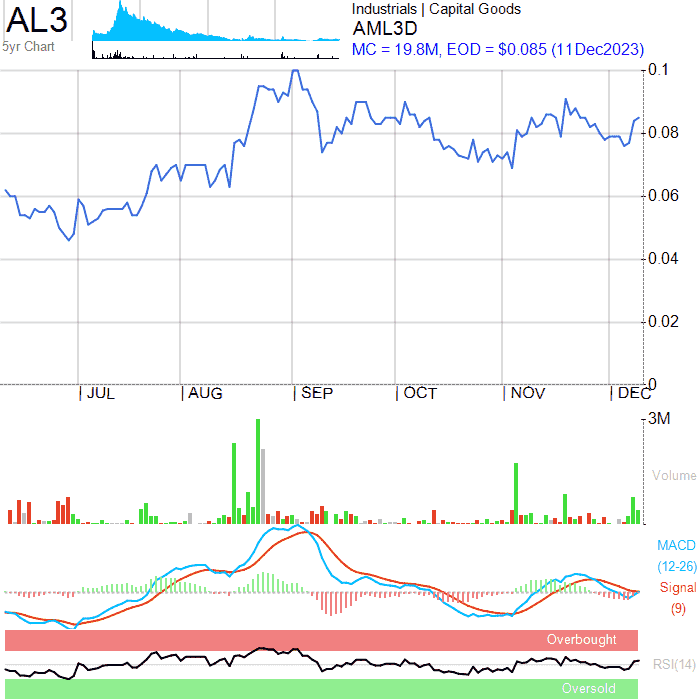 AL3
5yr Chart
Industrials | Capital Goods
AML3D
MC = 19.8M, EOD = $0.085 (11Dec2023)
0.1
0.08
0.06
0.04
0.02
0
| JUL | AUG | SEP | OCT | NOV | DEC
3M
Volume
MACD
(12-26)
Signal
(9)
Overbought
RSI(14)
Oversold